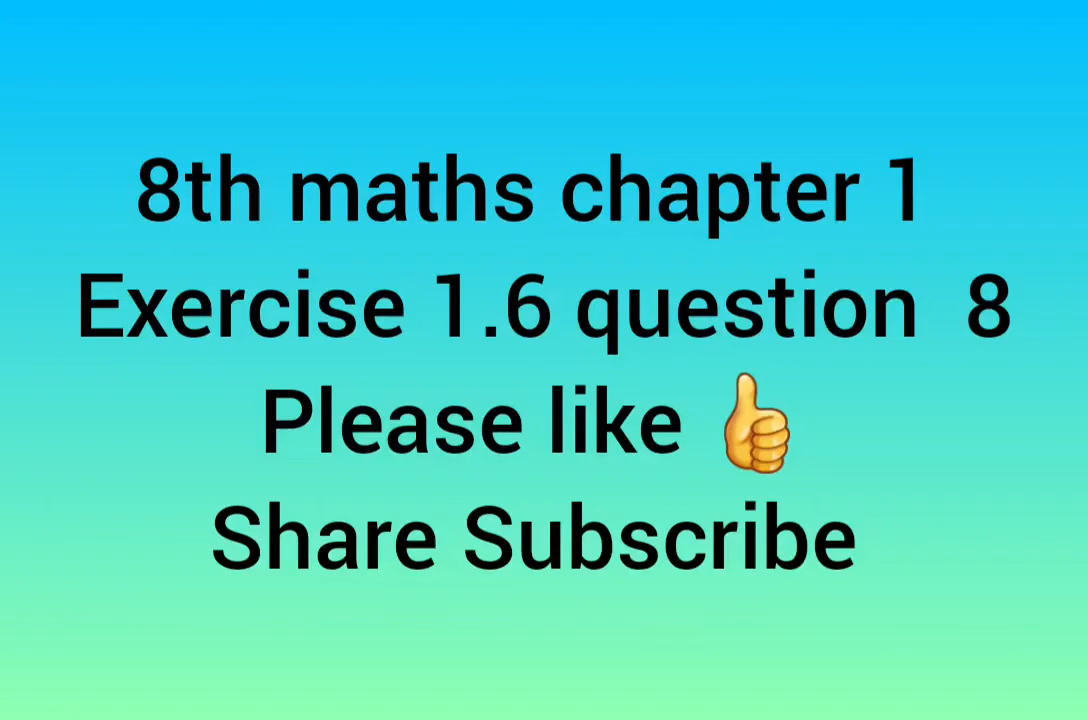 8th maths chapter 1
Exercise 1.6 question  8
Please like 👍
Share Subscribe